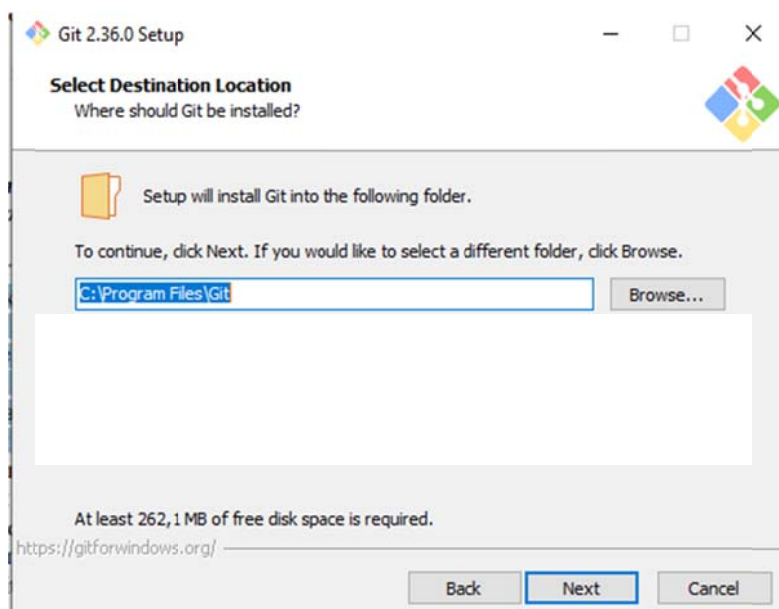 Git 2.36.0 Setup
Select Destination Location
Where should Git be installed?
Setup will install Git into the following folder.
To continue, click Next. If you would like to select a different folder, click Browse.
C:\Program Files\Git
Browse...
At least 262,1 MB of free disk space is required.
https://gitforwindows.org/
Back
Next
Cancel